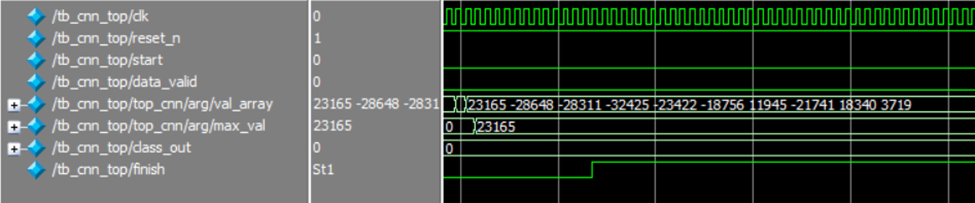 /tb_cnn_top/clk 0
/tb_cnn_top/reset_n 1
/tb_cnn_top/start 0
/tb_cnn_top/data_valid 0
/tb_cnn_top/top_cnn/arg/val_array 23165 -28648 -2831 23165 -28648 -28311 -32425 -23422 -18756 11945 -21741 18340 3719
/tb_cnn_top/top_cnn/arg/max_val 23165 0 23165
/tb_cnn_top/class_out 0 0
/tb_cnn_top/finish St1